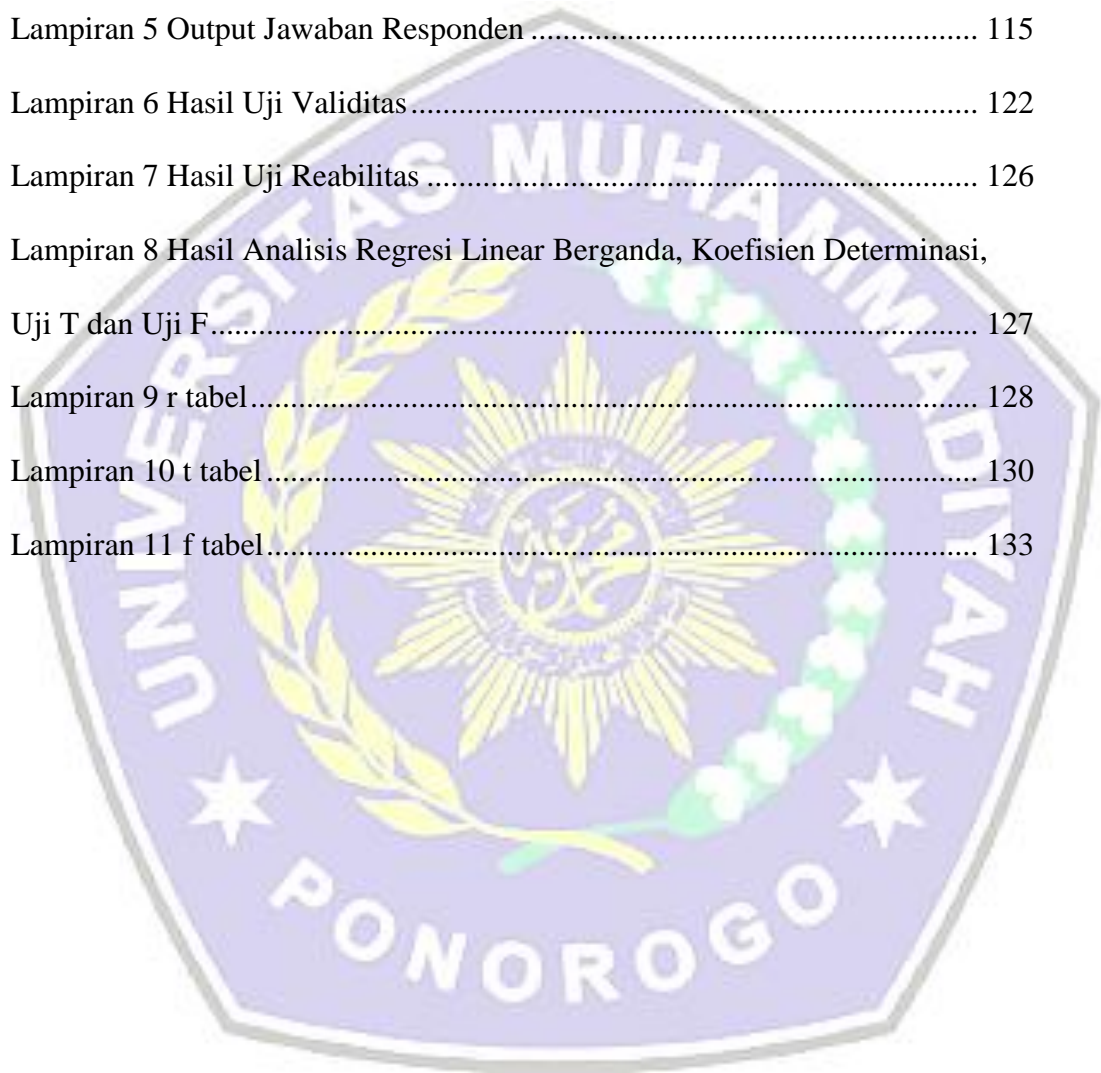 Lampiran 5 Output Jawaban Responden ........................................................ 115
Lampiran 6 Hasil Uji Validitas ...................................................................... 122
Lampiran 7 Hasil Uji Reabilitas .................................................................... 126
Lampiran 8 Hasil Analisis Regresi Linear Berganda, Koefisien Determinasi,
Uji T dan Uji F ............................................................................................... 127
Lampiran 9 r tabel .......................................................................................... 128
Lampiran 10 t tabel ........................................................................................ 130
Lampiran 11 f tabel ........................................................................................ 133
UNIVERSITAS MUHAMMADIYAH
PONOROGO